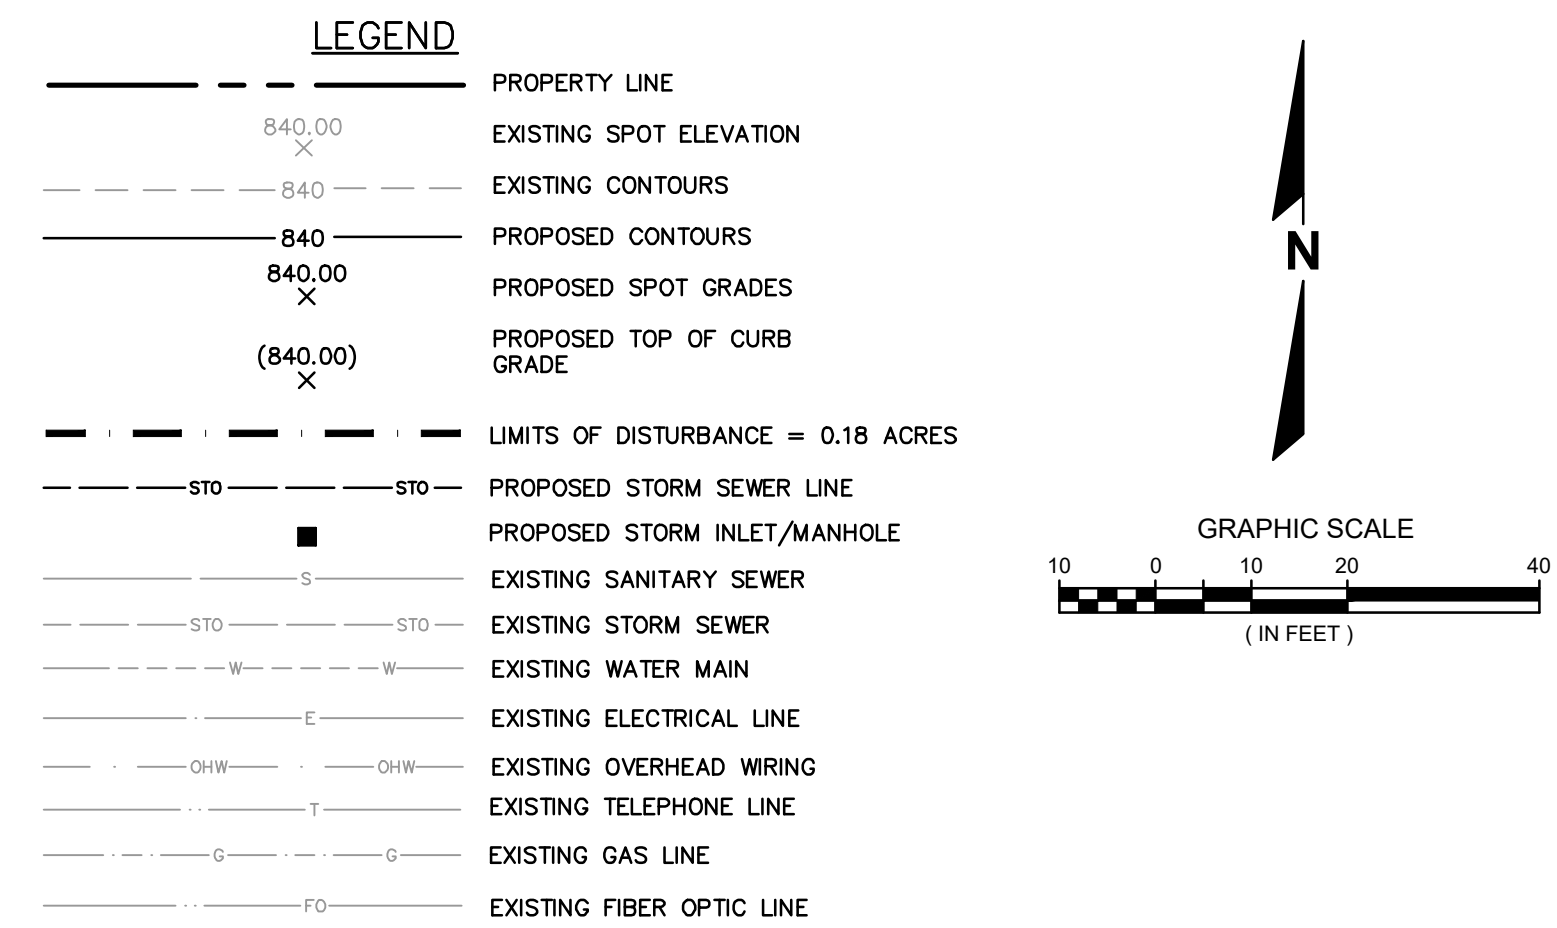 LEGEND
PROPERTY LINE
840.00
EXISTING SPOT ELEVATION
840 EXISTING CONTOURS
840 PROPOSED CONTOURS
840.00
PROPOSED SPOT GRADES
(840.00) PROPOSED TOP OF CURB
GRADE
LIMITS OF DISTURBANCE = 0.18 ACRES
STO STO PROPOSED STORM SEWER LINE
PROPOSED STORM INLET/MANHOLE
S EXISTING SANITARY SEWER
STO STO EXISTING STORM SEWER
W W EXISTING WATER MAIN
E EXISTING ELECTRICAL LINE
OHW OHW EXISTING OVERHEAD WIRING
T EXISTING TELEPHONE LINE
G G EXISTING GAS LINE
FO EXISTING FIBER OPTIC LINE
N
GRAPHIC SCALE
10 0 10 20 40
( IN FEET )